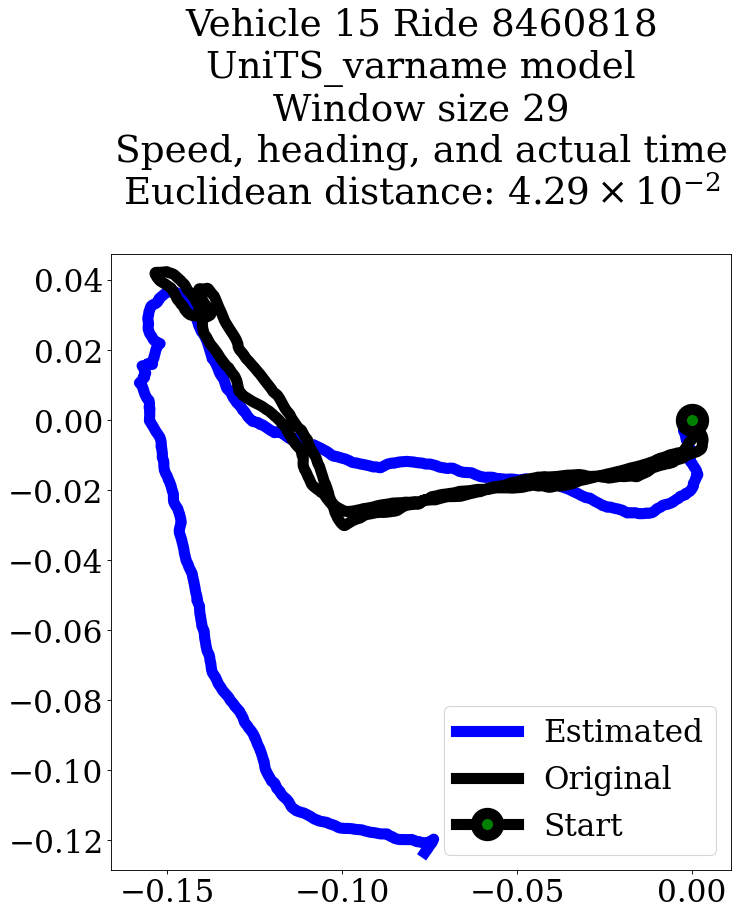 Vehicle 15 Ride 8460818
UniTS_varname model
Window size 29
Speed, heading, and actual time
Euclidean distance: 4.29 × 10⁻²
0.04
0.02
0.00
−0.02
−0.04
−0.06
−0.08
−0.10
−0.12
Estimated
Original
Start
−0.15 −0.10 −0.05 0.00